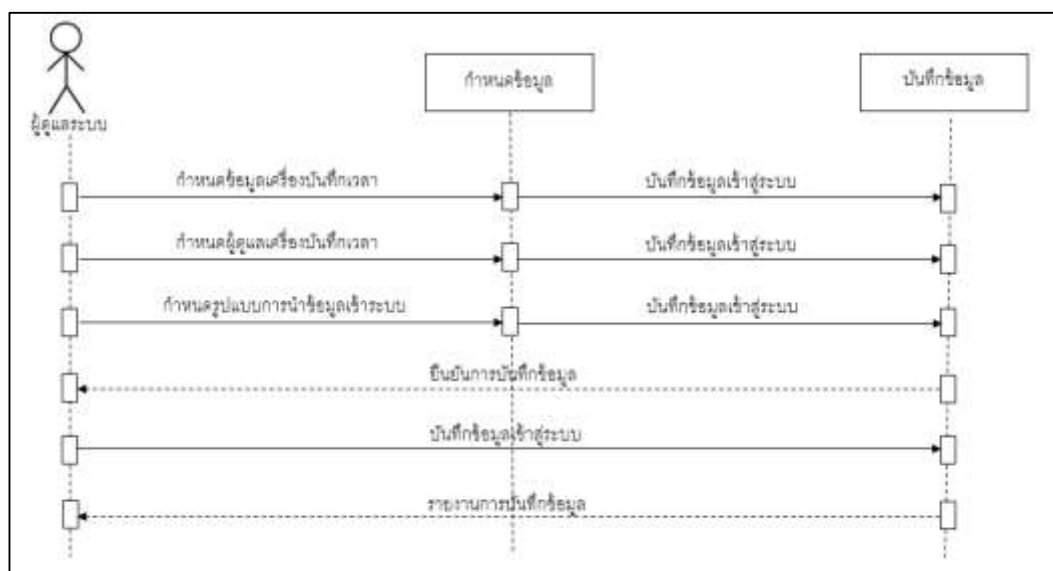 ผู้ดูแลระบบ
กำหนดข้อมูล
บันทึกข้อมูล
กำหนดข้อมูลเครื่องบันทึกเวลา
บันทึกข้อมูลเข้าสู่ระบบ
กำหนดผู้ดูแลเครื่องบันทึกเวลา
บันทึกข้อมูลเข้าสู่ระบบ
กำหนดรูปแบบการนำข้อมูลเข้าระบบ
บันทึกข้อมูลเข้าสู่ระบบ
ยืนยันการบันทึกข้อมูล
บันทึกข้อมูลเข้าสู่ระบบ
รายงานการบันทึกข้อมูล